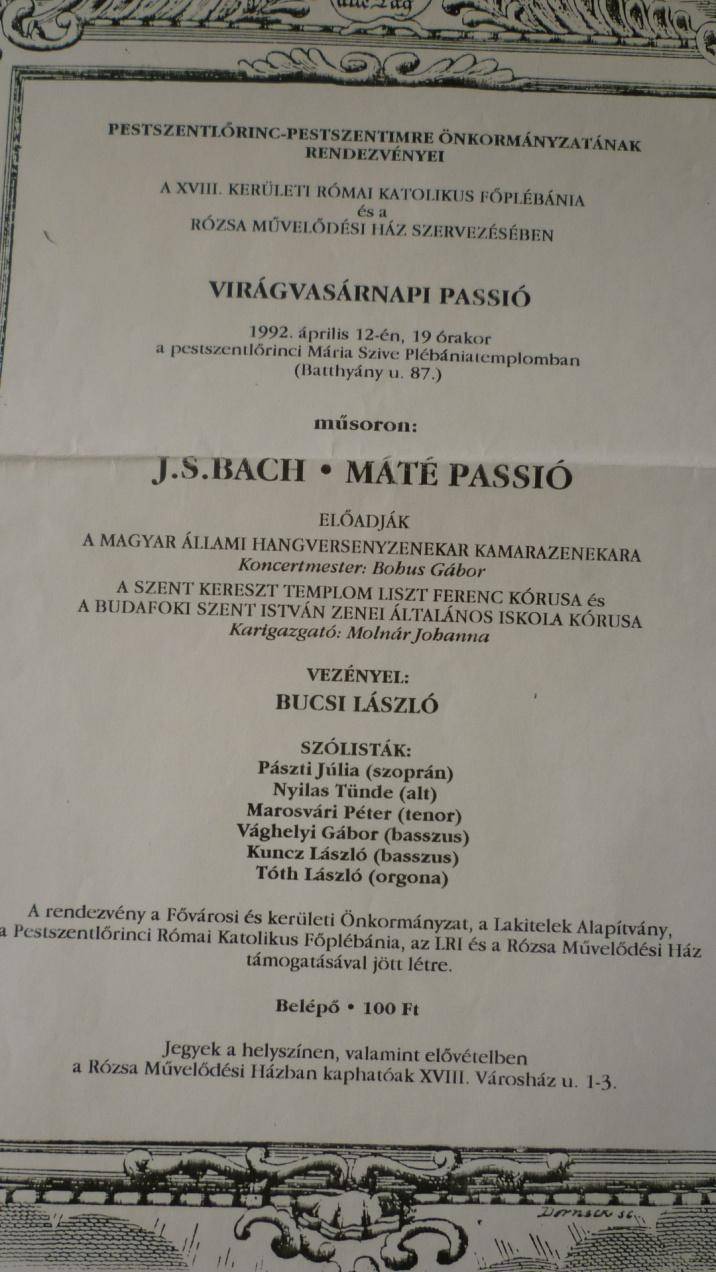 alle Tag
PESTSZENTLŐRINC-PESTSZENTIMRE ÖNKORMÁNYZATÁNAK
RENDEZVÉNYEI
A XVIII. KERÜLETI RÓMAI KATOLIKUS FŐPLÉBÁNIA
és a
RÓZSA MŰVELŐDÉSI HÁZ SZERVEZÉSÉBEN
VIRÁGVASÁRNAPI PASSIÓ
1992. április 12-én, 19 órakor
a pestszentlőrinci Mária Szive Plébániatemplomban
(Batthyány u. 87.)
műsoron:
J.S.BACH • MÁTÉ PASSIÓ
ELŐADJÁK
A MAGYAR ÁLLAMI HANGVERSENYZENEKAR KAMARAZENEKARA
Koncertmester: Bohus Gábor
A SZENT KERESZT TEMPLOM LISZT FERENC KÓRUSA és
A BUDAFOKI SZENT ISTVÁN ZENEI ÁLTALÁNOS ISKOLA KÓRUSA
Karigazgató: Molnár Johanna
VEZÉNYEL:
BUCSI LÁSZLÓ
SZÓLISTÁK:
Pászti Júlia (szoprán)
Nyilas Tünde (alt)
Marosvári Péter (tenor)
Vághelyi Gábor (basszus)
Kuncz László (basszus)
Tóth László (orgona)
A rendezvény a Fővárosi és kerületi Önkormányzat, a Lakitelek Alapítvány,
a Pestszentlőrinci Római Katolikus Főplébánia, az LRI és a Rózsa Művelődési Ház
támogatásával jött létre.
Belépő • 100 Ft
Jegyek a helyszínen, valamint elővételben
a Rózsa Művelődési Házban kaphatóak XVIII. Városház u. 1-3.